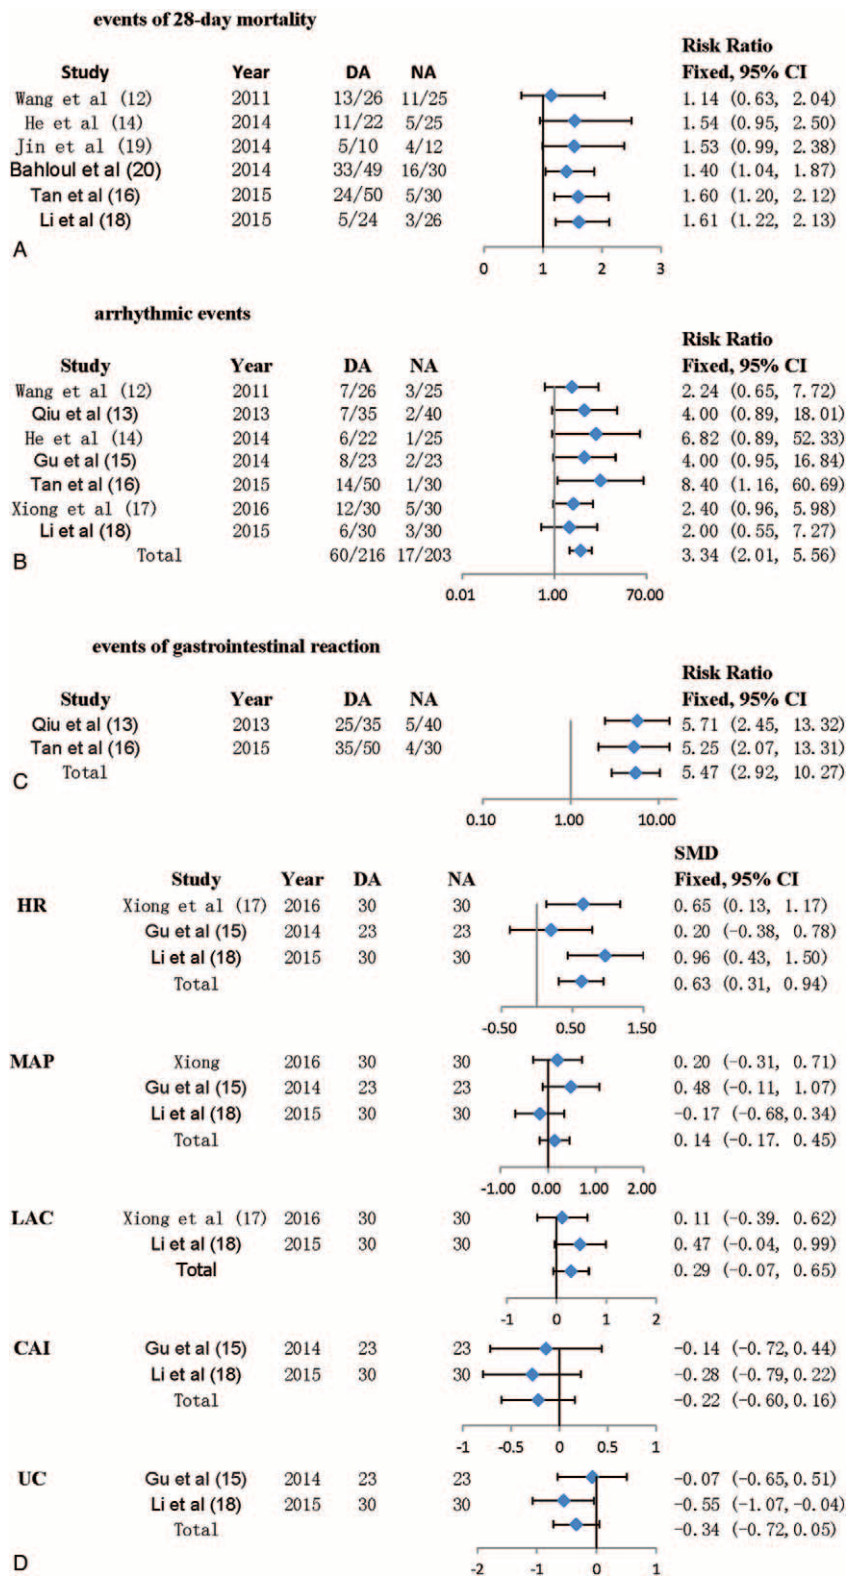 events of 28-day mortality
Risk Ratio
Study Year DA NA Fixed, 95% CI
Wang et al (12) 2011 13/26 11/25 1.14 (0.63, 2.04)
He et al (14) 2014 11/22 5/25 1.54 (0.95, 2.50)
Jin et al (19) 2014 5/10 4/12 1.53 (0.99, 2.38)
Bahloul et al (20) 2014 33/49 16/30 1.40 (1.04, 1.87)
Tan et al (16) 2015 24/50 5/30 1.60 (1.20, 2.12)
Li et al (18) 2015 5/24 3/26 1.61 (1.22, 2.13)
A
0 1 2 3
arrhythmic events
Risk Ratio
Study Year DA NA Fixed, 95% CI
Wang et al (12) 2011 7/26 3/25 2.24 (0.65, 7.72)
Qiu et al (13) 2013 7/35 2/40 4.00 (0.89, 18.01)
He et al (14) 2014 6/22 1/25 6.82 (0.89, 52.33)
Gu et al (15) 2014 8/23 2/23 4.00 (0.95, 16.84)
Tan et al (16) 2015 14/50 1/30 8.40 (1.16, 60.69)
Xiong et al (17) 2016 12/30 5/30 2.40 (0.96, 5.98)
Li et al (18) 2015 6/30 3/30 2.00 (0.55, 7.27)
Total 60/216 17/203 3.34 (2.01, 5.56)
B
0.01 1.00 70.00
events of gastrointestinal reaction
Risk Ratio
Study Year DA NA Fixed, 95% CI
Qiu et al (13) 2013 25/35 5/40 5.71 (2.45, 13.32)
Tan et al (16) 2015 35/50 4/30 5.25 (2.07, 13.31)
Total 5.47 (2.92, 10.27)
C
0.10 1.00 10.00
SMD
Study Year DA NA Fixed, 95% CI
HR Xiong et al (17) 2016 30 30 0.65 (0.13, 1.17)
Gu et al (15) 2014 23 23 0.20 (-0.38, 0.78)
Li et al (18) 2015 30 30 0.96 (0.43, 1.50)
Total 0.63 (0.31, 0.94)
-0.50 0.50 1.50
MAP Xiong 2016 30 30 0.20 (-0.31, 0.71)
Gu et al (15) 2014 23 23 0.48 (-0.11, 1.07)
Li et al (18) 2015 30 30 -0.17 (-0.68, 0.34)
Total 0.14 (-0.17. 0.45)
-1.00 0.00 1.00 2.00
LAC Xiong et al (17) 2016 30 30 0.11 (-0.39. 0.62)
Li et al (18) 2015 30 30 0.47 (-0.04, 0.99)
Total 0.29 (-0.07, 0.65)
-1 0 1 2
CAI Gu et al (15) 2014 23 23 -0.14 (-0.72, 0.44)
Li et al (18) 2015 30 30 -0.28 (-0.79, 0.22)
Total -0.22 (-0.60, 0.16)
-1 -0.5 0 0.5 1
UC Gu et al (15) 2014 23 23 -0.07 (-0.65, 0.51)
Li et al (18) 2015 30 30 -0.55 (-1.07, -0.04)
Total -0.34 (-0.72, 0.05)
D
-2 -1 0 1